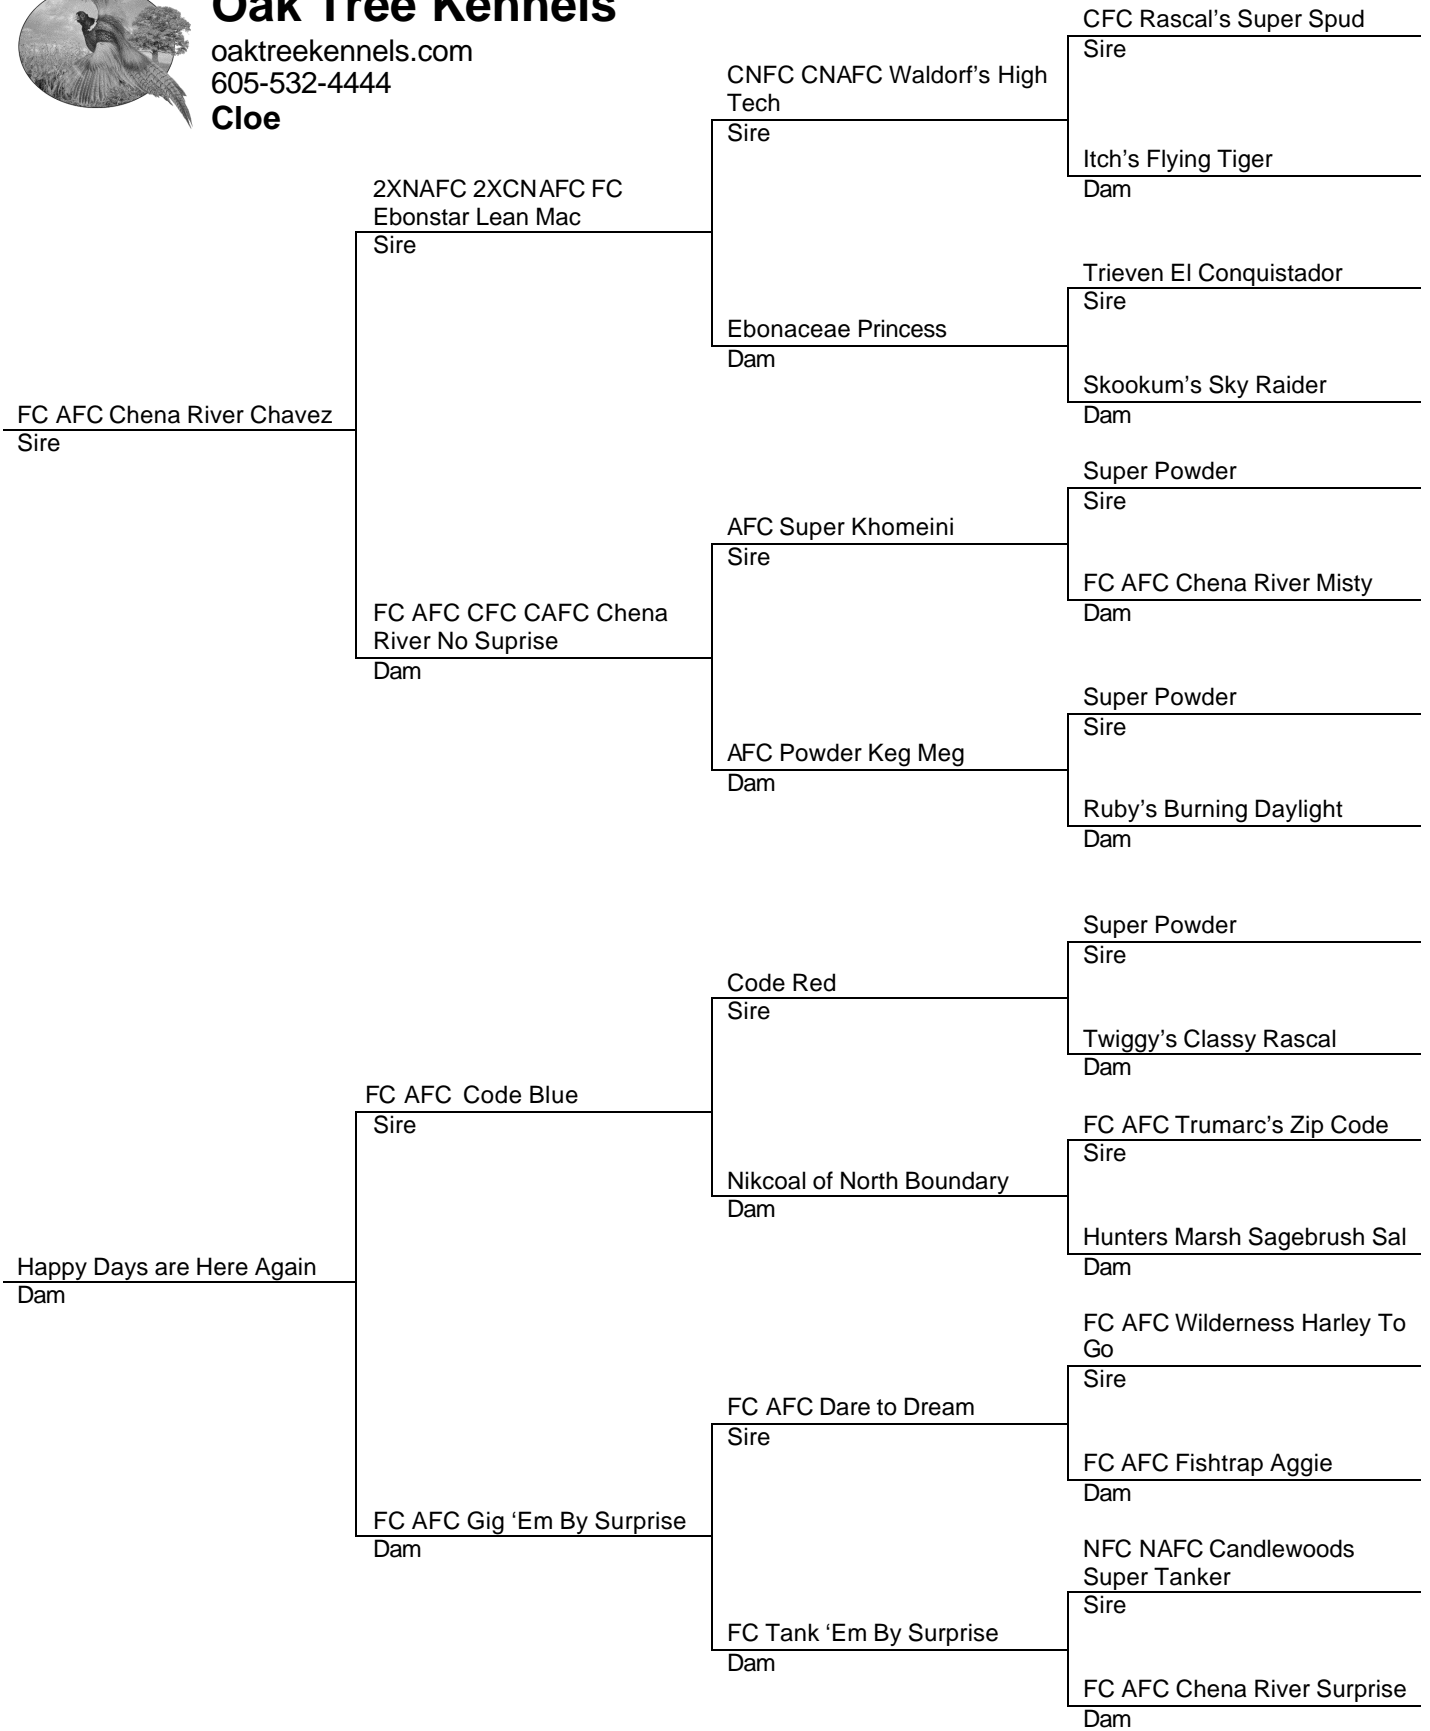 Oak Tree Kennels
oaktreekennels.com
605-532-4444
Cloe
FC AFC Chena River Chavez
Sire
2XNAFC 2XCNAFC FC
Ebonstar Lean Mac
Sire
CNFC CNAFC Waldorf's High
Tech
Sire
CFC Rascal's Super Spud
Sire
Itch's Flying Tiger
Dam
Ebonaceae Princess
Dam
Trieven El Conquistador
Sire
Skookum's Sky Raider
Dam
FC AFC CFC CAFC Chena
River No Suprise
Dam
AFC Super Khomeini
Sire
Super Powder
Sire
FC AFC Chena River Misty
Dam
AFC Powder Keg Meg
Dam
Super Powder
Sire
Ruby's Burning Daylight
Dam
Happy Days are Here Again
Dam
FC AFC Code Blue
Sire
Code Red
Sire
Super Powder
Sire
Twiggy's Classy Rascal
Dam
Nikcoal of North Boundary
Dam
FC AFC Trumarc's Zip Code
Sire
Hunters Marsh Sagebrush Sal
Dam
FC AFC Gig 'Em By Surprise
Dam
FC AFC Dare to Dream
Sire
FC AFC Wilderness Harley To
Go
Sire
FC AFC Fishtrap Aggie
Dam
FC Tank 'Em By Surprise
Dam
NFC NAFC Candlewoods
Super Tanker
Sire
FC AFC Chena River Surprise
Dam